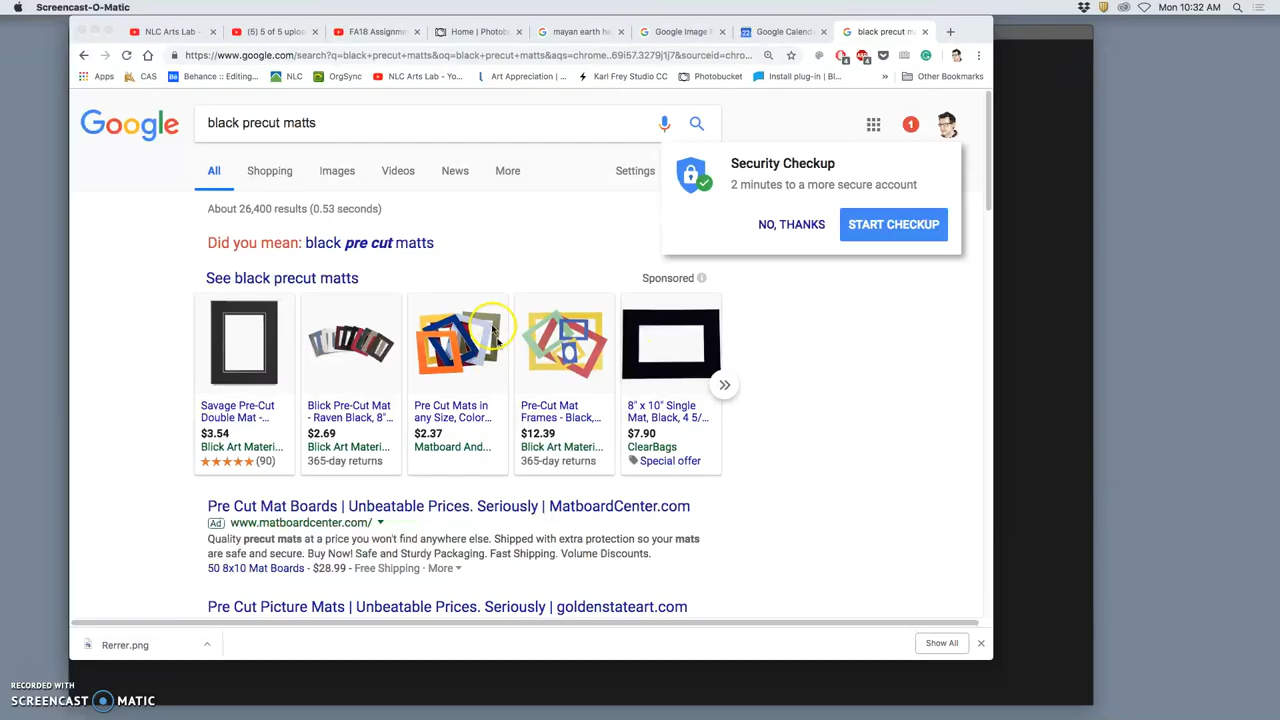 Screencast-O-Matic
Mon 10:32 AM
NLC Arts Lab -
(5) 5 of 5 uploa
FA18 Assignme
Home | Photob
mayan earth he
Google Image R
Google Calend
black precut m
https://www.google.com/search?q=black+precut+matts&oq=black+precut+matts&aqs=chrome..69i57.3279j1j7&sourceid=chro...
Apps
CAS
Behance :: Editing...
NLC
OrgSync
NLC Arts Lab - Yo...
Art Appreciation | ...
Karl Frey Studio CC
Photobucket
Install plug-in | Bl...
»
Other Bookmarks
Google
black precut matts
1
All
Shopping
Images
Videos
News
More
Settings
Security Checkup
2 minutes to a more secure account
NO, THANKS
START CHECKUP
About 26,400 results (0.53 seconds)
Did you mean: black pre cut matts
See black precut matts
Sponsored
Savage Pre-Cut
Double Mat -...
$3.54
Blick Art Materi...
(90)
Blick Pre-Cut Mat
- Raven Black, 8"...
$2.69
Blick Art Materi...
365-day returns
Pre Cut Mats in
any Size, Color...
$2.37
Matboard And...
Pre-Cut Mat
Frames - Black,...
$12.39
Blick Art Materi...
365-day returns
8" x 10" Single
Mat, Black, 4 5/...
$7.90
ClearBags
Special offer
Pre Cut Mat Boards | Unbeatable Prices. Seriously | MatboardCenter.com
Ad www.matboardcenter.com/
Quality precut mats at a price you won't find anywhere else. Shipped with extra protection so your mats
are safe and secure. Buy Now! Safe and Sturdy Packaging. Fast Shipping. Volume Discounts.
50 8x10 Mat Boards - $28.99 - Free Shipping · More
Pre Cut Picture Mats | Unbeatable Prices. Seriously | goldenstateart.com
Rerrer.png
Show All
RECORDED WITH
SCREENCAST MATIC